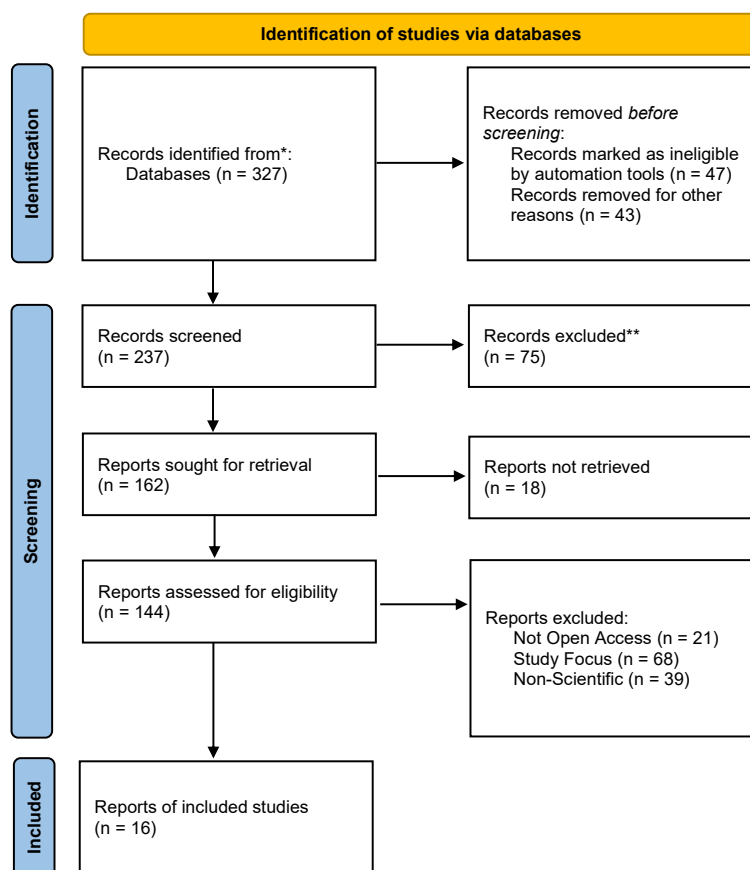 Identification of studies via databases
Identification
Records identified from*:
Databases (n = 327)
Records removed before
screening:
Records marked as ineligible
by automation tools (n = 47)
Records removed for other
reasons (n = 43)
Screening
Records screened
(n = 237)
Records excluded**
(n = 75)
Reports sought for retrieval
(n = 162)
Reports not retrieved
(n = 18)
Reports assessed for eligibility
(n = 144)
Reports excluded:
Not Open Access (n = 21)
Study Focus (n = 68)
Non-Scientific (n = 39)
Included
Reports of included studies
(n = 16)